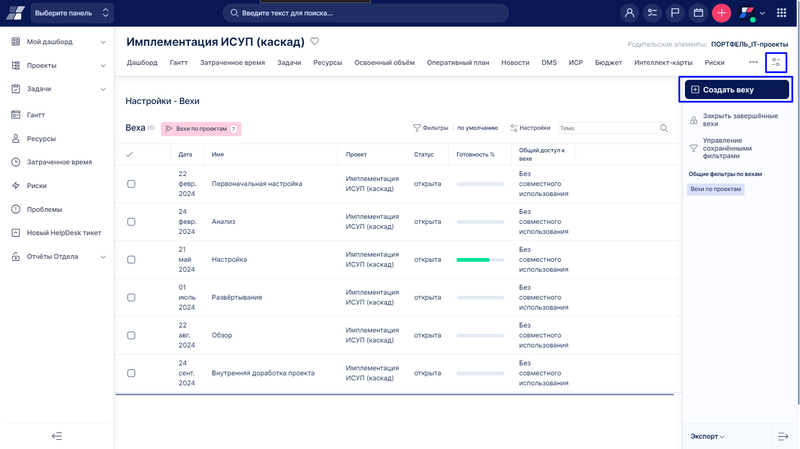 Выберите панель
Введите текст для поиска...
Мой дашборд
Проекты
Задачи
Гантт
Ресурсы
Затраченное время
Риски
Проблемы
Новый HelpDesk тикет
Отчёты Отдела
Имплементация ИСУП (каскад)
Родительские элементы: ПОРТФЕЛЬ_IT-проекты
Дашборд Гантт Затраченное время Задачи Ресурсы Освоенный объём Оперативный план Новости DMS ИСР Бюджет Интеллект-карты Риски
Настройки - Вехи
Веха (6) Вехи по проектам 7
Фильтры по умолчанию Настройки Тема
Дата Имя Проект Статус Готовность % Общий доступ к вехе
22 февр. 2024 Первоначальная настройка Имплементация ИСУП (каскад) открыта Без совместного использования
24 февр. 2024 Анализ Имплементация ИСУП (каскад) открыта Без совместного использования
21 май 2024 Настройка Имплементация ИСУП (каскад) открыта Без совместного использования
01 июль 2024 Развёртывание Имплементация ИСУП (каскад) открыта Без совместного использования
22 авг. 2024 Обзор Имплементация ИСУП (каскад) открыта Без совместного использования
24 сент. 2024 Внутренняя доработка проекта Имплементация ИСУП (каскад) открыта Без совместного использования
Создать веху
Закрыть завершённые
вехи
Управление
сохранёнными
фильтрами
Общие фильтры по вехам
Вехи по проектам
Экспорт